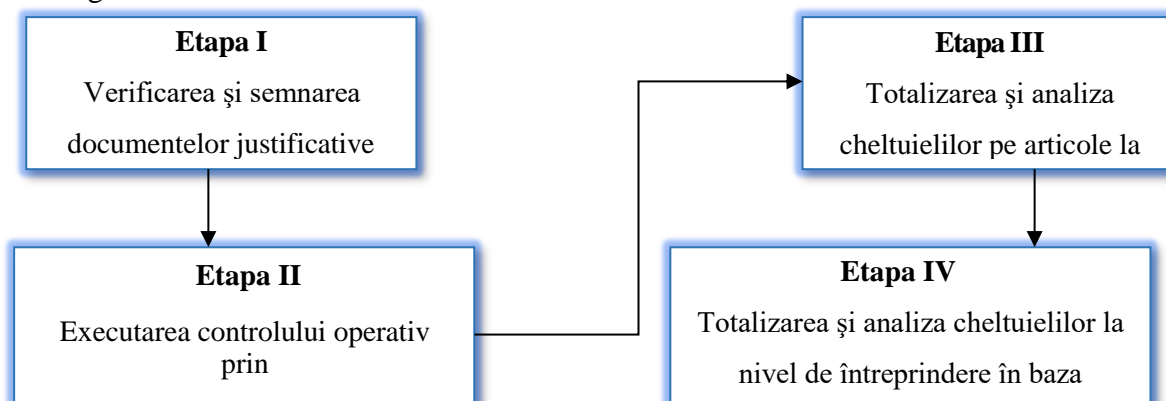 Etapa I
Verificarea şi semnarea
documentelor justificative
Etapa II
Executarea controlului operativ
prin
Etapa III
Totalizarea şi analiza
cheltuielilor pe articole la
Etapa IV
Totalizarea şi analiza cheltuielilor la
nivel de întreprindere în baza